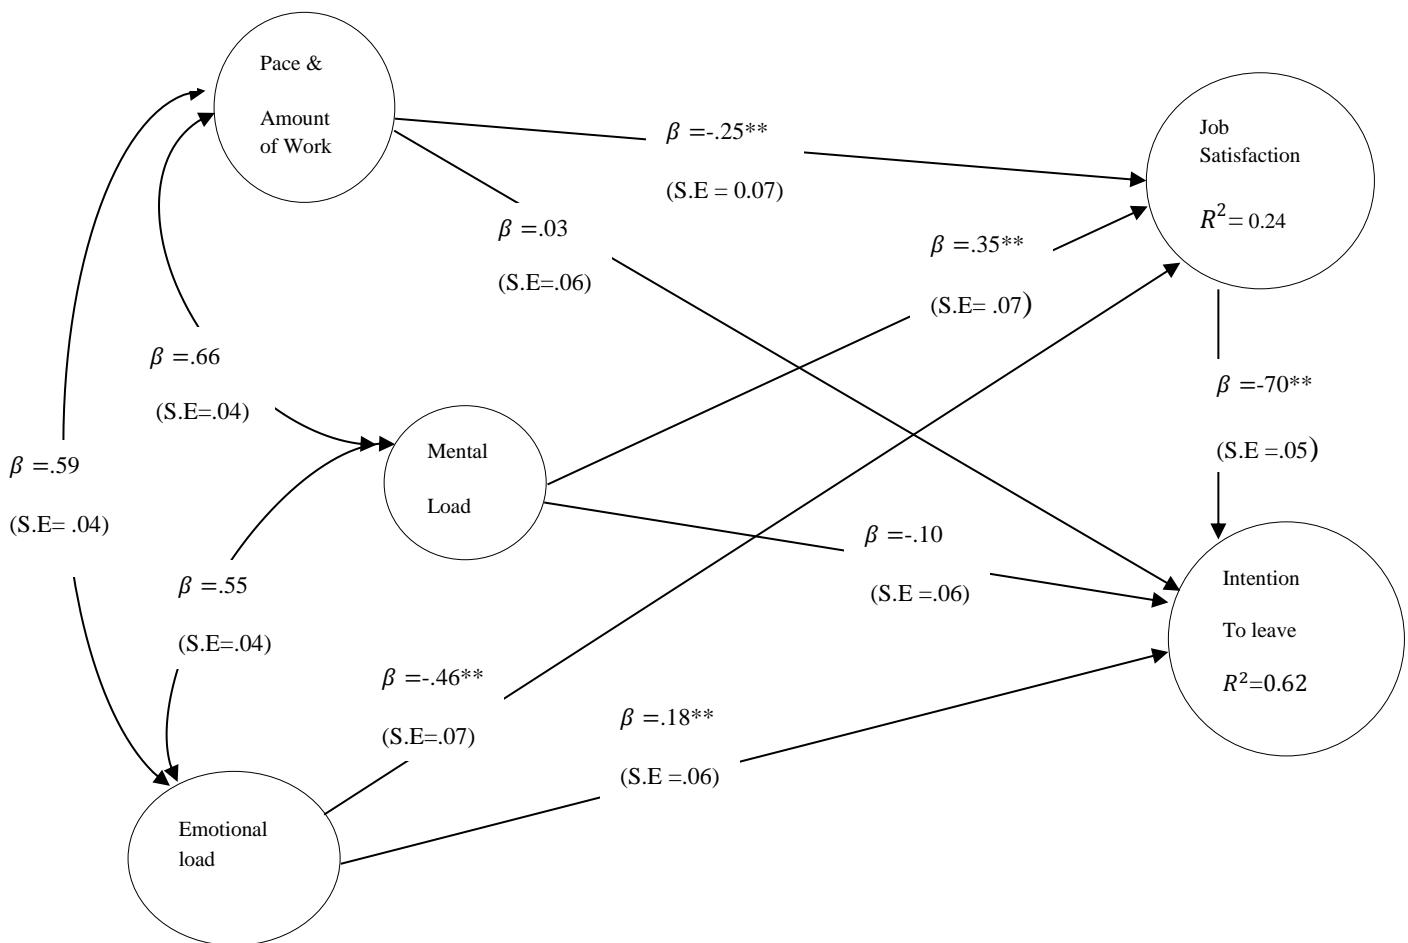 Pace &
Amount
of Work
β =-.25**
(S.E = 0.07)
Job
Satisfaction
R²= 0.24
β =.03
(S.E=.06)
β =.35**
(S.E= .07)
β =.66
(S.E=.04)
β =-70**
(S.E =.05)
β =.59
(S.E= .04)
Mental
Load
β =-.10
(S.E =.06)
β =.55
(S.E=.04)
Intention
To leave
R²=0.62
β =-.46**
(S.E=.07)
β =.18**
(S.E =.06)
Emotional
load